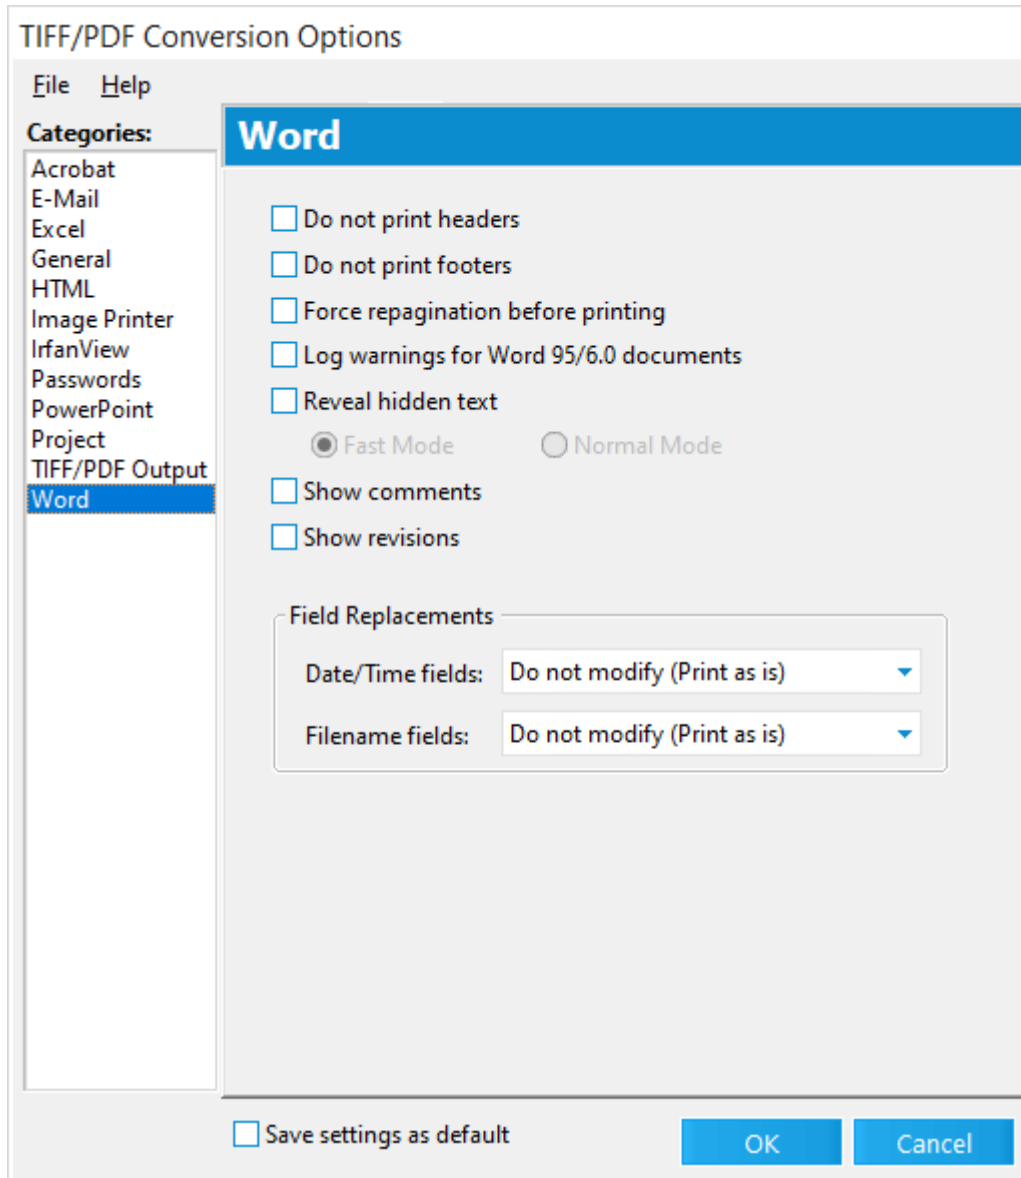 TIFF/PDF Conversion Options
File Help
Categories:
Acrobat
E-Mail
Excel
General
HTML
Image Printer
IrfanView
Passwords
PowerPoint
Project
TIFF/PDF Output
Word
Word
Do not print headers
Do not print footers
Force repagination before printing
Log warnings for Word 95/6.0 documents
Reveal hidden text
Fast Mode Normal Mode
Show comments
Show revisions
Field Replacements
Date/Time fields: Do not modify (Print as is)
Filename fields: Do not modify (Print as is)
Save settings as default OK Cancel